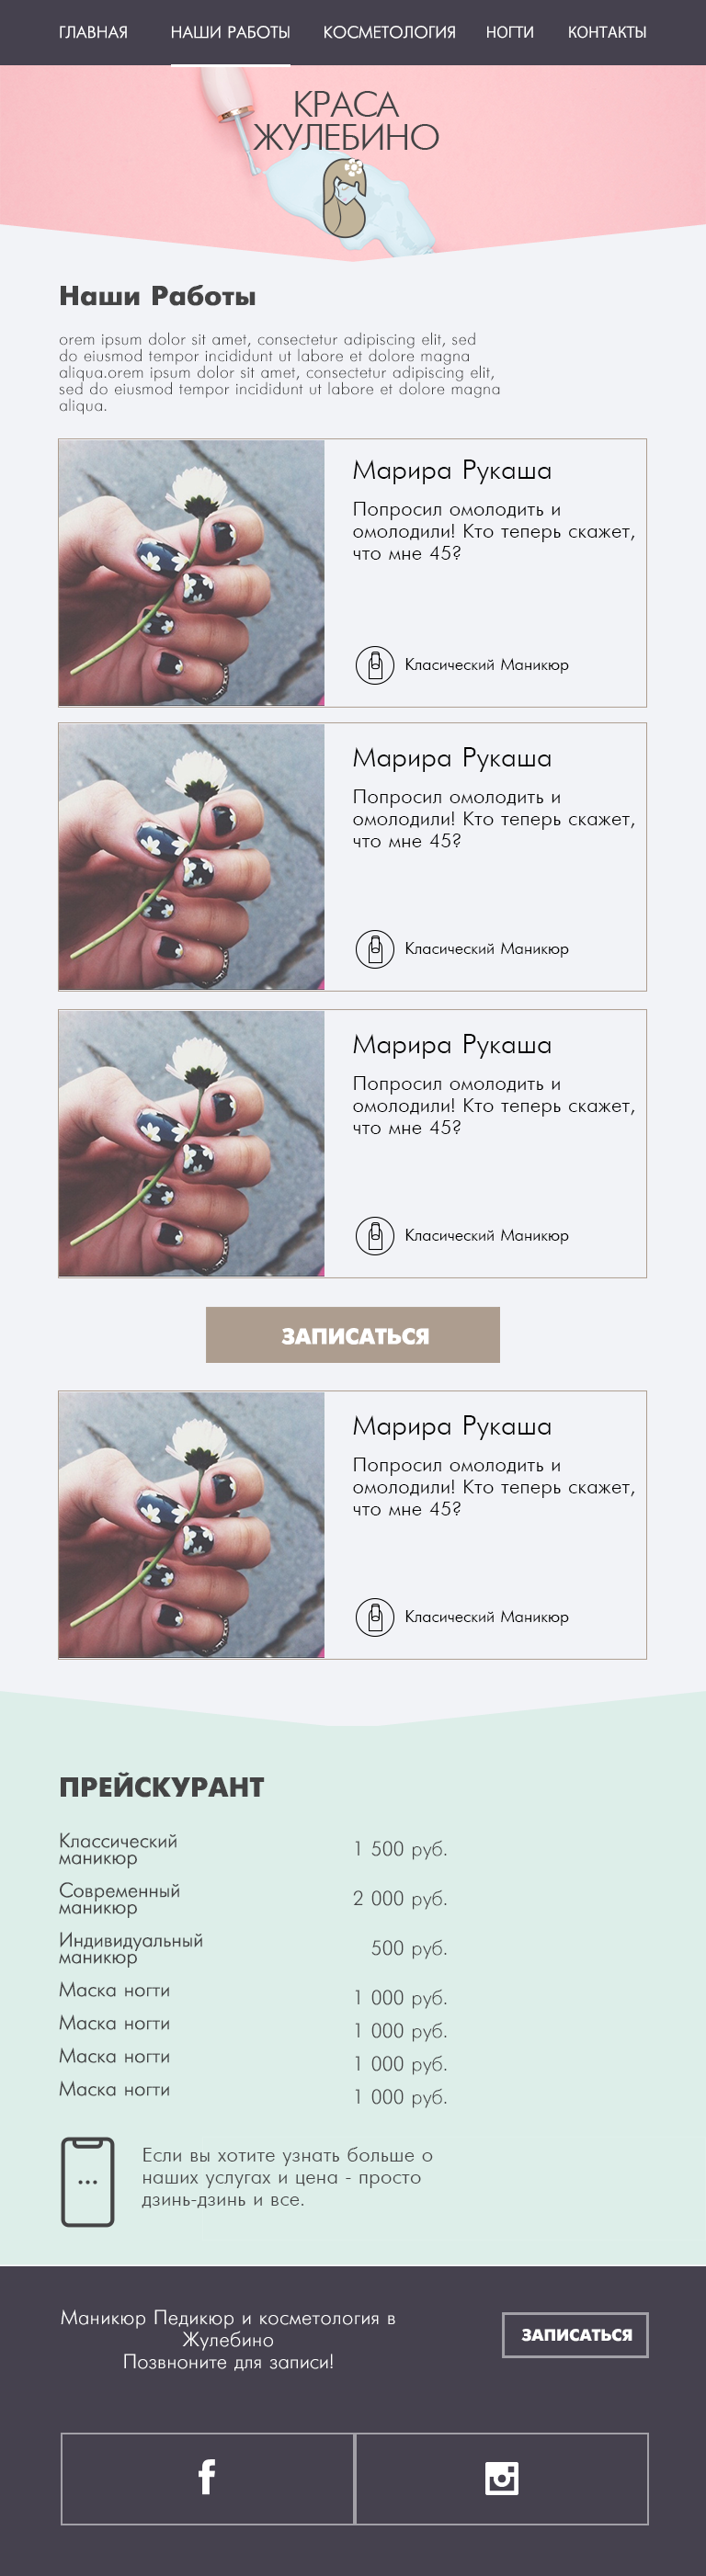 ГЛАВНАЯ НАШИ РАБОТЫ КОСМЕТОЛОГИЯ НОГТИ КОНТАКТЫ
КРАСА
ЖУЛЕБИНО
Наши Работы
orem ipsum dolor sit amet, consectetur adipiscing elit, sed
do eiusmod tempor incididunt ut labore et dolore magna
aliqua.orem ipsum dolor sit amet, consectetur adipiscing elit,
sed do eiusmod tempor incididunt ut labore et dolore magna
aliqua.
Марира Рукаша
Попросил омолодить и
омолодили! Кто теперь скажет,
что мне 45?
Класический Маникюр
Марира Рукаша
Попросил омолодить и
омолодили! Кто теперь скажет,
что мне 45?
Класический Маникюр
Марира Рукаша
Попросил омолодить и
омолодили! Кто теперь скажет,
что мне 45?
Класический Маникюр
ЗАПИСАТЬСЯ
Марира Рукаша
Попросил омолодить и
омолодили! Кто теперь скажет,
что мне 45?
Класический Маникюр
ПРЕЙСКУРАНТ
Классический
маникюр
1 500 руб.
Современный
маникюр
2 000 руб.
Индивидуальный
маникюр
500 руб.
Маска ногти 1 000 руб.
Маска ногти 1 000 руб.
Маска ногти 1 000 руб.
Маска ногти 1 000 руб.
Если вы хотите узнать больше о
наших услугах и цена - просто
дзинь-дзинь и все.
Маникюр Педикюр и косметология в
Жулебино
Позвноните для записи!
ЗАПИСАТЬСЯ